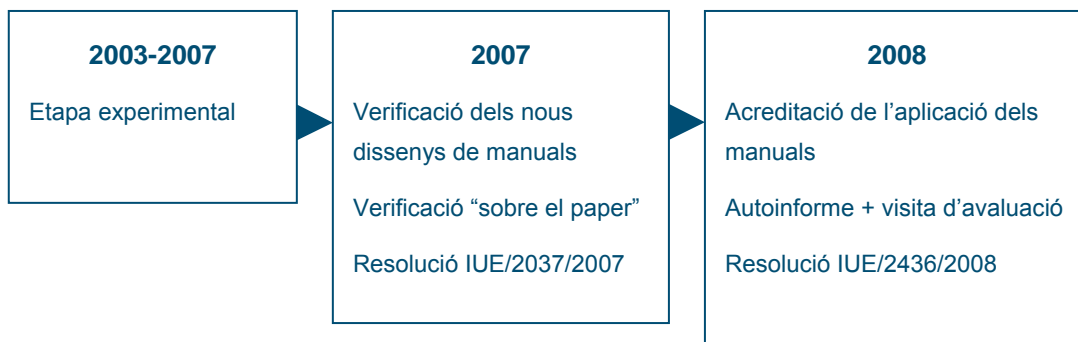 2003-2007
Etapa experimental
2007
Verificació dels nous
dissenys de manuals
Verificació “sobre el paper”
Resolució IUE/2037/2007
2008
Acreditació de l’aplicació dels
manuals
Autoinforme + visita d’avaluació
Resolució IUE/2436/2008